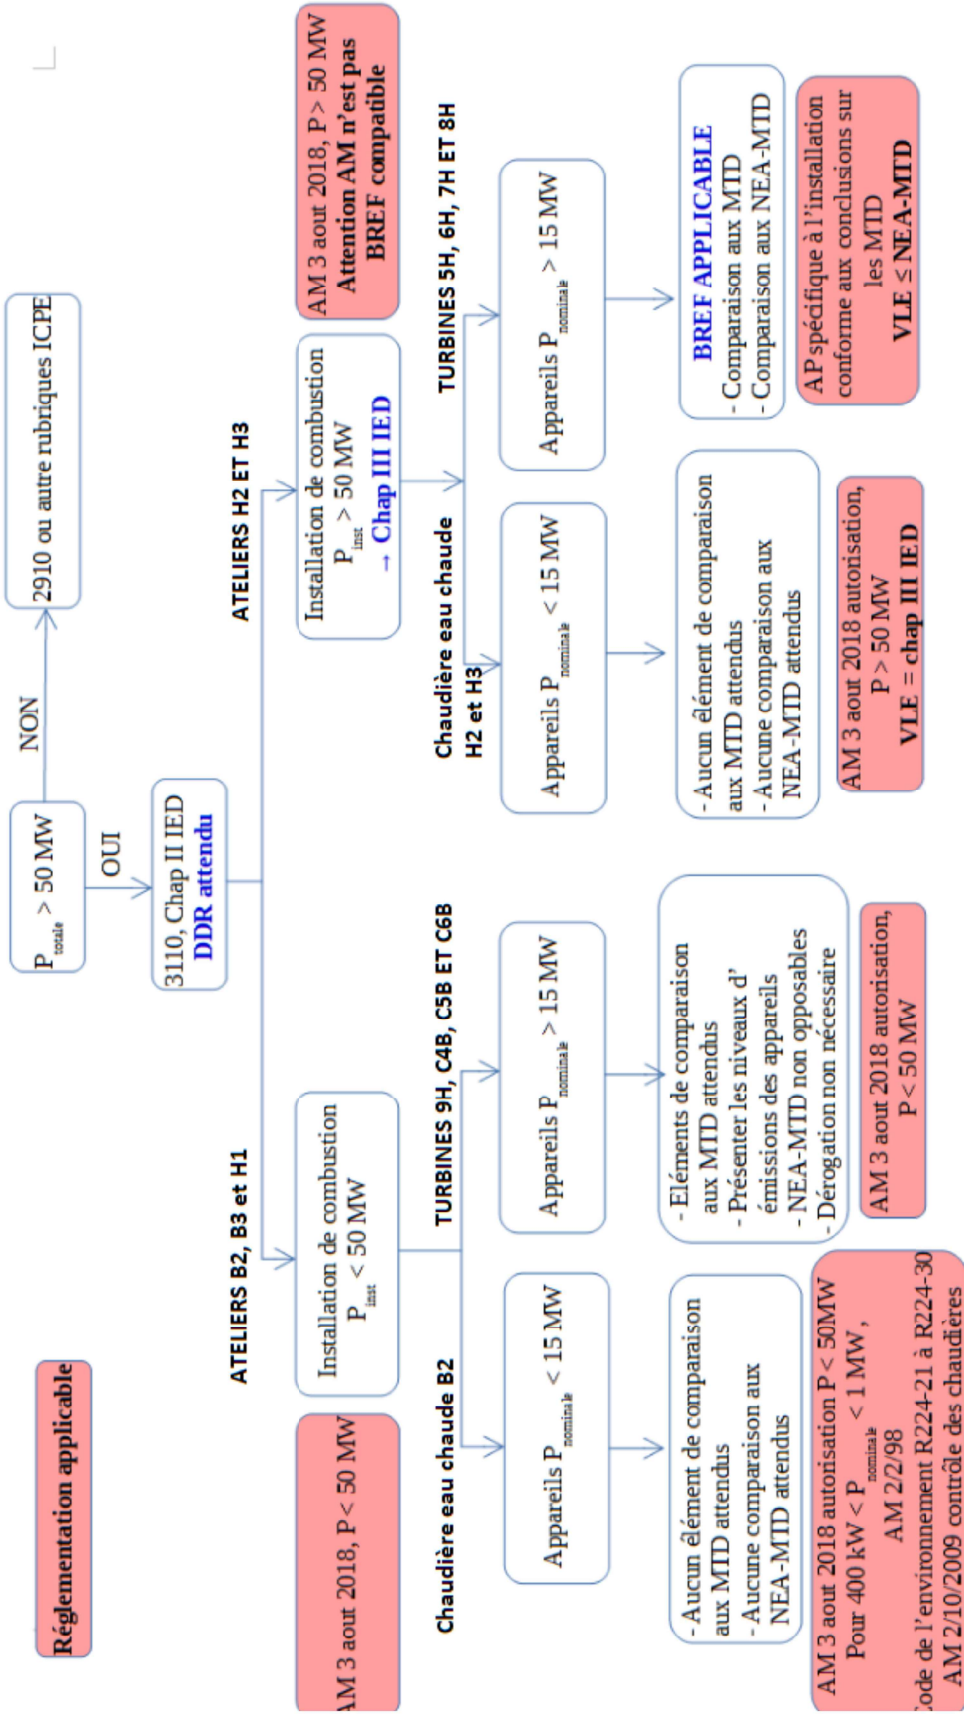 Réglementation applicable
P totale > 50 MW
NON
2910 ou autre rubriques ICPE
OUI
3110, Chap II IED
DDR attendu
ATELIERS B2, B3 et H1
ATELIERS H2 ET H3
AM 3 aout 2018, P < 50 MW
Installation de combustion
P inst < 50 MW
Installation de combustion
P inst > 50 MW
→ Chap III IED
AM 3 aout 2018, P > 50 MW
Attention AM n'est pas
BREF compatible
Chaudière eau chaude B2
TURBINES 9H, C4B, C5B ET C6B
Chaudière eau chaude
H2 et H3
TURBINES 5H, 6H, 7H ET 8H
Appareils P nominale < 15 MW
Appareils P nominale > 15 MW
Appareils P nominale < 15 MW
Appareils P nominale > 15 MW
- Aucun élément de comparaison
aux MTD attendus
- Aucune comparaison aux
NEA-MTD attendus
- Eléments de comparaison
aux MTD attendus
- Présenter les niveaux d'
émissions des appareils
- NEA-MTD non opposables
- Dérogation non nécessaire
- Aucun élément de comparaison
aux MTD attendus
- Aucune comparaison aux
NEA-MTD attendus
BREF APPLICABLE
- Comparaison aux MTD
- Comparaison aux NEA-MTD
AM 3 aout 2018 autorisation P < 50MW
Pour 400 kW < P nominale < 1 MW,
AM 2/2/98
Code de l'environnement R224-21 à R224-30
AM 2/10/2009 contrôle des chaudières
AM 3 aout 2018 autorisation,
P < 50 MW
AM 3 aout 2018 autorisation,
P > 50 MW
VLE = chap III IED
AP spécifique à l'installation
conforme aux conclusions sur
les MTD
VLE ≤ NEA-MTD